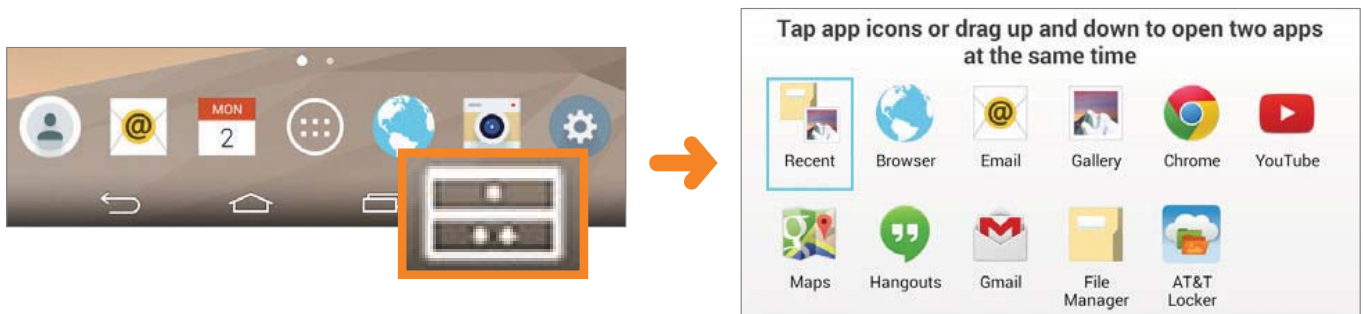 MON
2
@
Tap app icons or drag up and down to open two apps
at the same time
@
Recent Browser Email Gallery Chrome YouTube
Maps Hangouts Gmail File
Manager AT&T
Locker